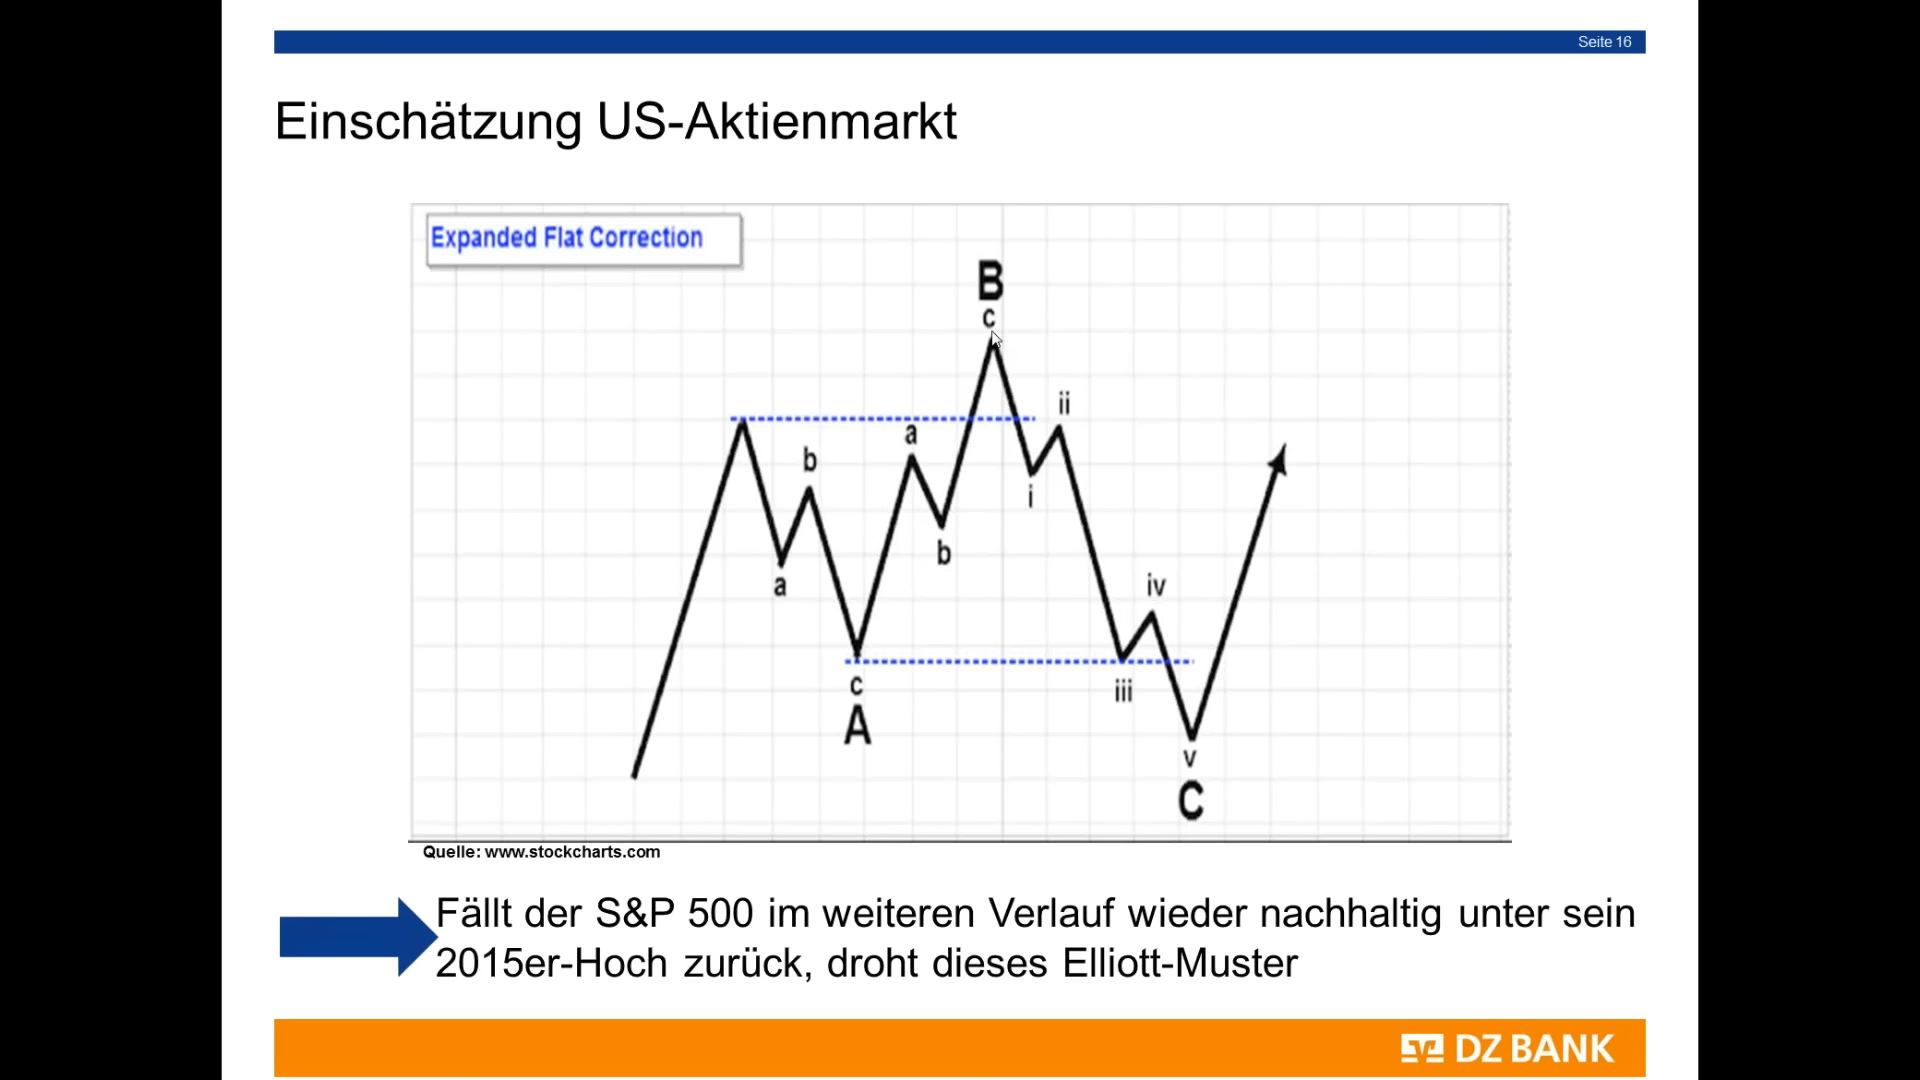 Seite 16
Einschätzung US-Aktienmarkt
Expanded Flat Correction
B
c
ii
a
b
i
b
a
iv
c
iii
A
v
C
Quelle: www.stockcharts.com
Fällt der S&P 500 im weiteren Verlauf wieder nachhaltig unter sein
2015er-Hoch zurück, droht dieses Elliott-Muster
DZ BANK